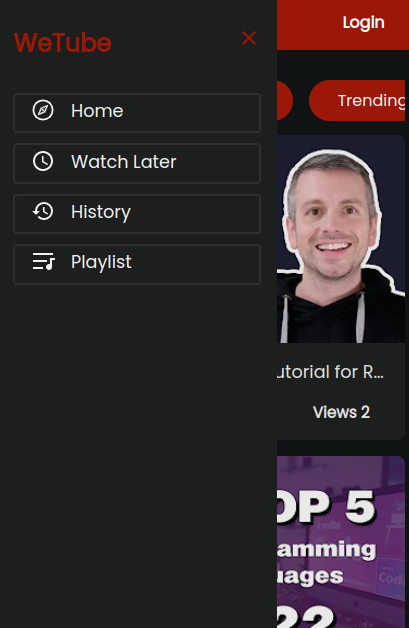 WeTube
Login
Trending
Home
Watch Later
History
Playlist
utorial for R...
Views 2
OP 5
amming
uages
22